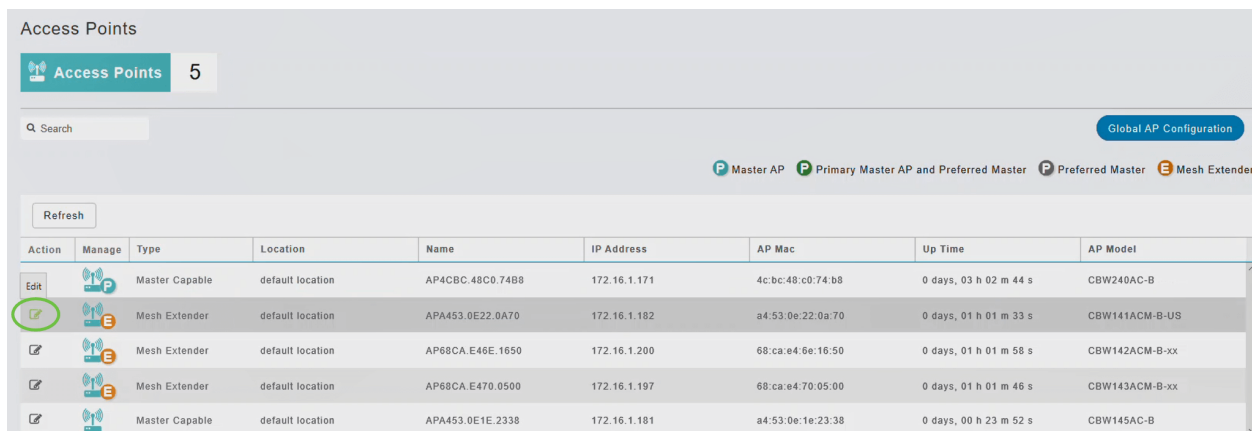 Access Points
Access Points 5
Search
Global AP Configuration
P Master AP P Primary Master AP and Preferred Master P Preferred Master E Mesh Extender
Refresh
Action Manage Type Location Name IP Address AP Mac Up Time AP Model
Edit P Master Capable default location AP4CBC.48C0.74B8 172.16.1.171 4c:bc:48:c0:74:b8 0 days, 03 h 02 m 44 s CBW240AC-B
E Mesh Extender default location APA453.0E22.0A70 172.16.1.182 a4:53:0e:22:0a:70 0 days, 01 h 01 m 33 s CBW141ACM-B-US
E Mesh Extender default location AP68CA.E46E.1650 172.16.1.200 68:ca:e4:6e:16:50 0 days, 01 h 01 m 58 s CBW142ACM-B-xx
E Mesh Extender default location AP68CA.E470.0500 172.16.1.197 68:ca:e4:70:05:00 0 days, 01 h 01 m 46 s CBW143ACM-B-xx
Master Capable default location APA453.0E1E.2338 172.16.1.181 a4:53:0e:1e:23:38 0 days, 00 h 23 m 52 s CBW145AC-B